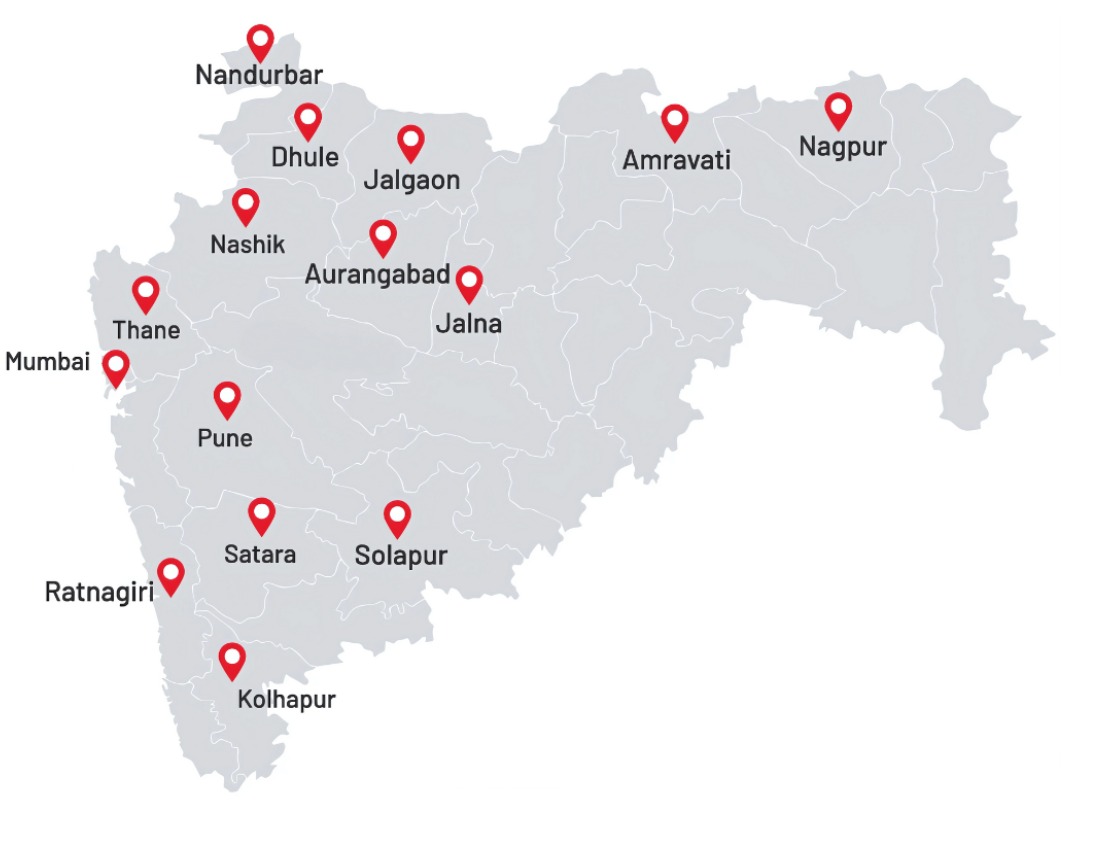 Nandurbar
Dhule
Jalgaon
Amravati
Nagpur
Nashik
Aurangabad
Jalna
Thane
Mumbai
Pune
Satara
Solapur
Ratnagiri
Kolhapur